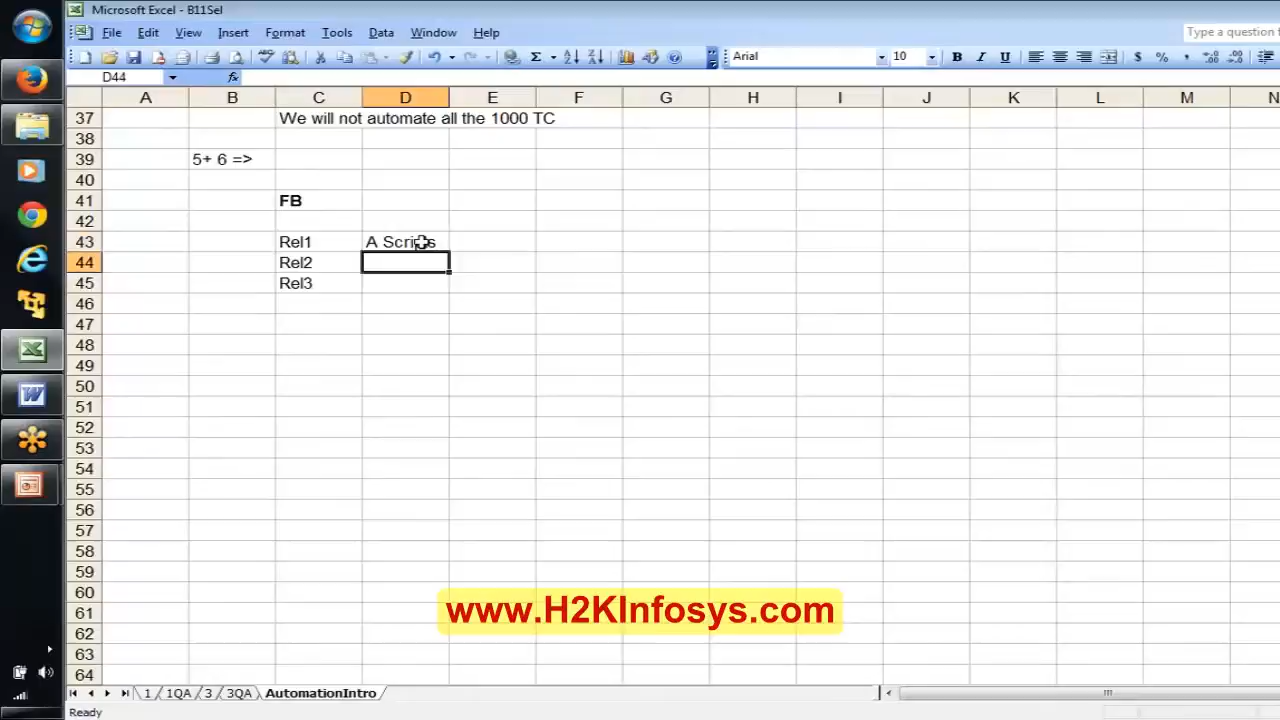 Microsoft Excel - B11Sel
File Edit View Insert Format Tools Data Window Help
Type a question f
Arial 10 B I U $ % ,
D44 fx
A B C D E F G H I J K L M N
37 We will not automate all the 1000 TC
38
39 5+ 6 =>
40
41 FB
42
43 Rel1 A Scripts
44 Rel2
45 Rel3
46
47
48
49
50
51
52
53
54
55
56
57
58
59
60
61
62
63
64
www.H2KInfosys.com
1 1QA 3 3QA AutomationIntro
Ready